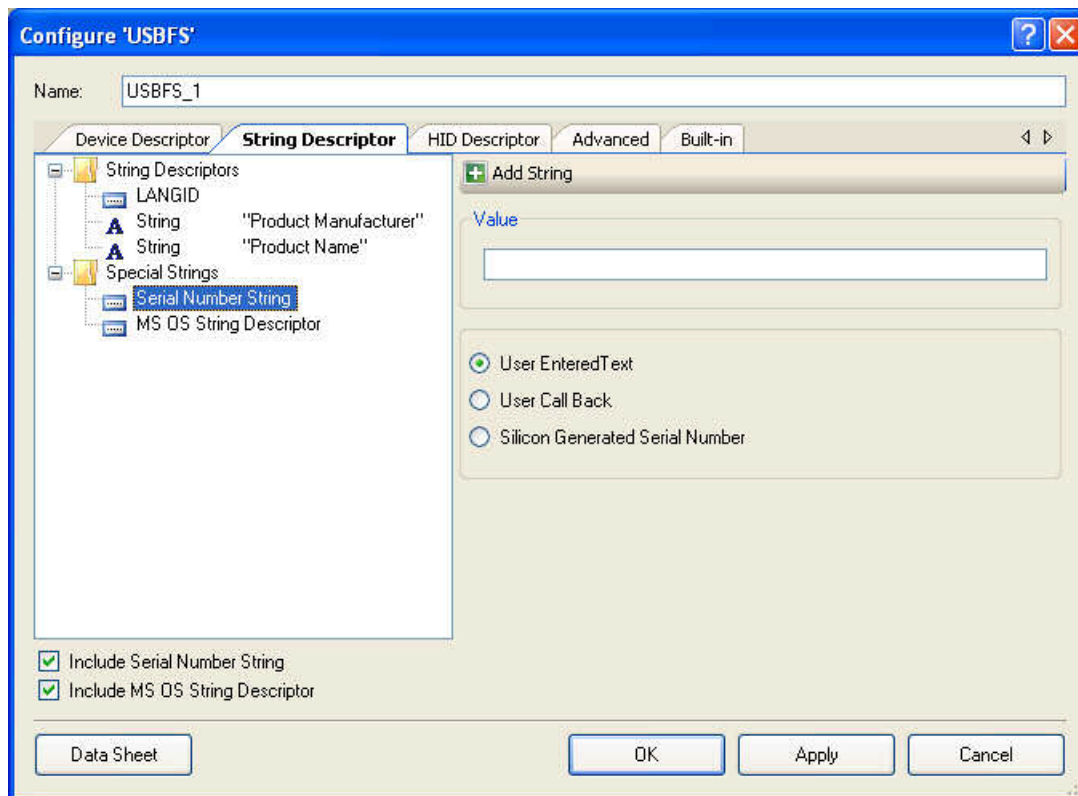 Configure 'USBFS'
Name: USBFS_1
Device Descriptor String Descriptor HID Descriptor Advanced Built-in
String Descriptors
LANGID
String "Product Manufacturer"
String "Product Name"
Special Strings
Serial Number String
MS OS String Descriptor
Add String
Value
User EnteredText
User Call Back
Silicon Generated Serial Number
Include Serial Number String
Include MS OS String Descriptor
Data Sheet OK Apply Cancel